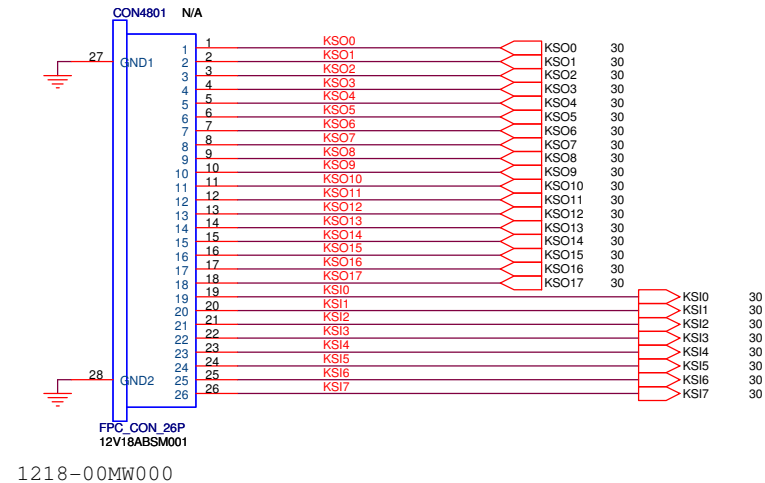 CON4801 N/A
1 1 KSO0 KSO0 30
27 GND1 2 2 KSO1 KSO1 30
3 3 KSO2 KSO2 30
4 4 KSO3 KSO3 30
5 5 KSO4 KSO4 30
6 6 KSO5 KSO5 30
7 7 KSO6 KSO6 30
8 8 KSO7 KSO7 30
9 9 KSO8 KSO8 30
10 10 KSO9 KSO9 30
11 11 KSO10 KSO10 30
12 12 KSO11 KSO11 30
13 13 KSO12 KSO12 30
14 14 KSO13 KSO13 30
15 15 KSO14 KSO14 30
16 16 KSO15 KSO15 30
17 17 KSO16 KSO16 30
18 18 KSO17 KSO17 30
19 19 KSI0 KSI0 30
20 20 KSI1 KSI1 30
21 21 KSI2 KSI2 30
22 22 KSI3 KSI3 30
23 23 KSI4 KSI4 30
24 24 KSI5 KSI5 30
28 GND2 25 25 KSI6 KSI6 30
26 26 KSI7 KSI7 30
FPC_CON_26P
12V18ABSM001
1218-00MW000